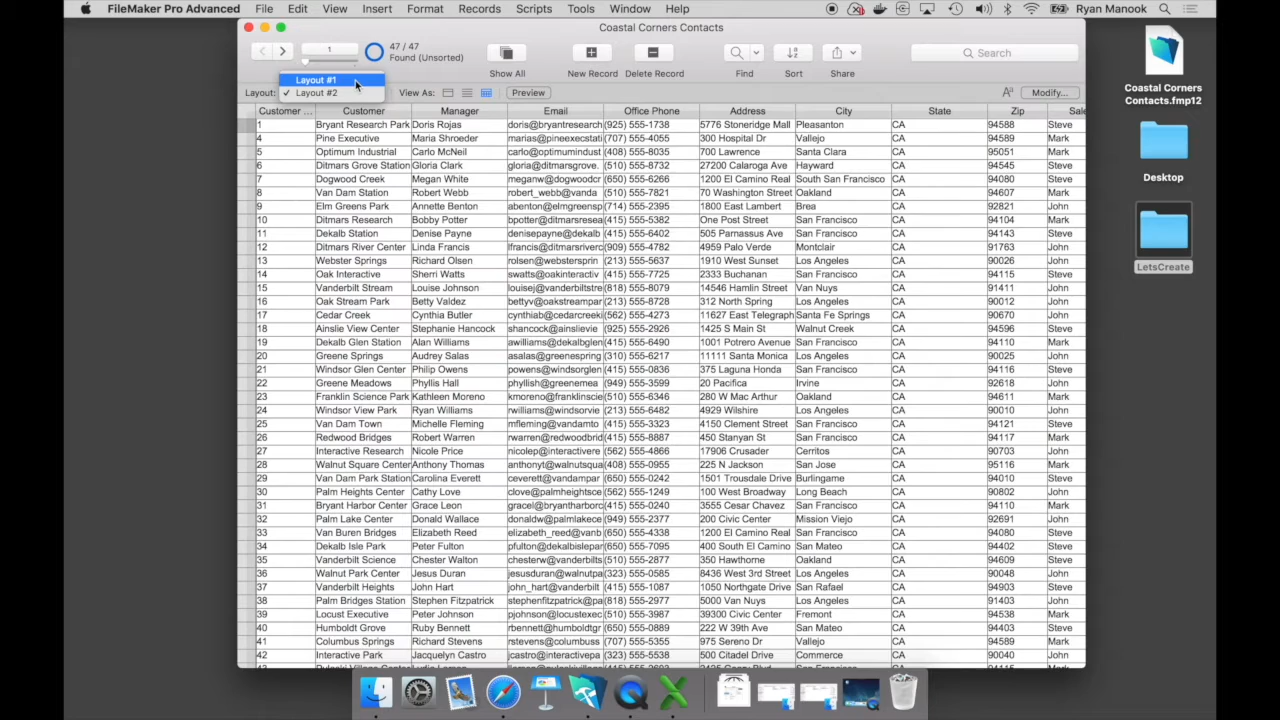 FileMaker Pro Advanced File Edit View Insert Format Records Scripts Tools Window Help Ryan Manook
Coastal Corners Contacts
1
47 / 47
Found (Unsorted)
Show All New Record Delete Record Find Sort Share Search
Layout: Layout #1
✓ Layout #2
View As: Preview Modify...
Customer ... Customer Manager Email Office Phone Address City State Zip Sale
1 Bryant Research Park Doris Rojas doris@bryantresearch (925) 555-1738 5776 Stoneridge Mall Pleasanton CA 94588 Steve
4 Pine Executive Maria Shroeder marias@pineexecstati (707) 555-4055 300 Hospital Dr Vallejo CA 94589 Mark
5 Optimum Industrial Carlo McNeil carlo@optimumindust (408) 555-8035 700 Lawrence Santa Clara CA 95051 Mark
6 Ditmars Grove Station Gloria Clark gloria@ditmarsgrove. (510) 555-8732 27200 Calaroga Ave Hayward CA 94545 Steve
7 Dogwood Creek Megan White meganw@dogwoodcr (650) 555-6266 1200 El Camino Real South San Francisco CA 94080 Steve
8 Van Dam Station Robert Webb robert_webb@vanda (510) 555-7821 70 Washington Street Oakland CA 94607 Mark
9 Elm Greens Park Annette Benton abenton@elmgreensp (714) 555-2395 1800 East Lambert Brea CA 92821 John
10 Ditmars Research Bobby Potter bpotter@ditmarsresea (415) 555-5382 One Post Street San Francisco CA 94104 Mark
11 Dekalb Station Denise Payne denisepayne@dekalb (415) 555-6402 505 Parnassus Ave San Francisco CA 94143 Steve
12 Ditmars River Center Linda Francis lfrancis@ditmarsriverc (909) 555-4782 4959 Palo Verde Montclair CA 91763 John
13 Webster Springs Richard Olsen rolsen@webstersprin (213) 555-5637 1910 West Sunset Los Angeles CA 90026 John
14 Oak Interactive Sherri Watts swatts@oakinteractiv (415) 555-7725 2333 Buchanan San Francisco CA 94115 Steve
15 Vanderbilt Stream Louise Johnson louisej@vanderbiltstre (818) 555-8079 14546 Hamlin Street Van Nuys CA 91411 John
16 Oak Stream Park Betty Valdez bettyv@oakstreampar (213) 555-8728 312 North Spring Los Angeles CA 90012 John
17 Cedar Creek Cynthia Butler cynthiab@cedarcreeki (562) 555-4273 11627 East Telegraph Santa Fe Springs CA 90670 John
18 Ainslie View Center Stephanie Hancock shancock@ainslievie (925) 555-2926 1425 S Main St Walnut Creek CA 94596 Steve
19 Dekalb Glen Station Alan Williams awilliams@dekalbglen (415) 555-6490 1001 Potrero Avenue San Francisco CA 94110 Mark
20 Greene Springs Audrey Salas asalas@greenespring (310) 555-6217 11111 Santa Monica Los Angeles CA 90025 John
21 Windsor Glen Center Philip Owens powens@windsorglen (415) 555-0836 375 Laguna Honda San Francisco CA 94116 Steve
22 Greene Meadows Phyllis Hall phyllish@greenemea (949) 555-3599 20 Pacifica Irvine CA 92618 John
23 Franklin Science Park Kathleen Moreno kmoreno@franklinscie (510) 555-6346 280 W Mac Arthur Oakland CA 94611 Mark
24 Windsor View Park Ryan Williams rwilliams@windsorvie (213) 555-6482 4929 Wilshire Los Angeles CA 90010 John
25 Van Dam Town Michelle Fleming mfleming@vandamto (415) 555-3323 4150 Clement Street San Francisco CA 94121 Mark
26 Redwood Bridges Robert Warren rwarren@redwoodbrid (415) 555-8887 450 Stanyan St San Francisco CA 94117 Mark
27 Interactive Research Nicole Price nicolep@interactivere (562) 555-4866 17906 Crusader Cerritos CA 90703 John
28 Walnut Square Center Anthony Thomas anthonyt@walnutsqua (408) 555-0955 225 N Jackson San Jose CA 95116 Mark
29 Van Dam Park Station Carolina Everett ceverett@vandampar (650) 555-0242 1501 Trousdale Drive Burlingame CA 94010 Steve
30 Palm Heights Center Cathy Love clove@palmheightsce (562) 555-1249 100 West Broadway Long Beach CA 90802 John
31 Bryant Harbor Center Grace Leon gracel@bryantharborc (415) 555-0240 3555 Cesar Chavez San Francisco CA 94110 Mark
32 Palm Lake Center Donald Wallace donaldw@palmlakece (949) 555-2377 200 Civic Center Mission Viejo CA 92691 John
33 Van Buren Bridges Elizabeth Reed elizabethreed@vanb (650) 555-4338 1200 El Camino Real San Francisco CA 94080 Steve
34 Dekalb Isle Park Peter Fulton pfulton@dekalbislepar (650) 555-7095 400 South El Camino San Mateo CA 94402 Steve
35 Vanderbilt Science Chester Walton chesterw@vanderbilts (510) 555-2877 350 Hawthorne Oakland CA 94609 Steve
36 Walnut Park Center Jesus Duran jesusduran@walnutpa (323) 555-0585 8436 West 3rd Street Los Angeles CA 90048 John
37 Vanderbilt Heights John Hart john_hart@vanderbilt (415) 555-1087 1050 Northgate Drive San Rafael CA 94903 Steve
38 Palm Bridges Station Stephen Fitzpatrick stephenfitzpatrick@pa (818) 555-2977 5000 Van Nuys Los Angeles CA 91403 John
39 Locust Executive Peter Johnson pjohnson@locustexec (510) 555-3987 39300 Civic Center Fremont CA 94538 Mark
40 Humboldt Grove Ruby Bennett rbennett@humboldtgr (650) 555-0889 222 W 39th Ave San Mateo CA 94403 Steve
41 Columbus Springs Richard Stevens rstevens@columbuss (707) 555-5355 975 Sereno Dr Vallejo CA 94589 Mark
42 Interactive Park Jacquelyn Castro jcastro@interactivepa (323) 555-5538 500 Citadel Drive Commerce CA 90040 John
Coastal Corners
Contacts.fmp12
Desktop
LetsCreate